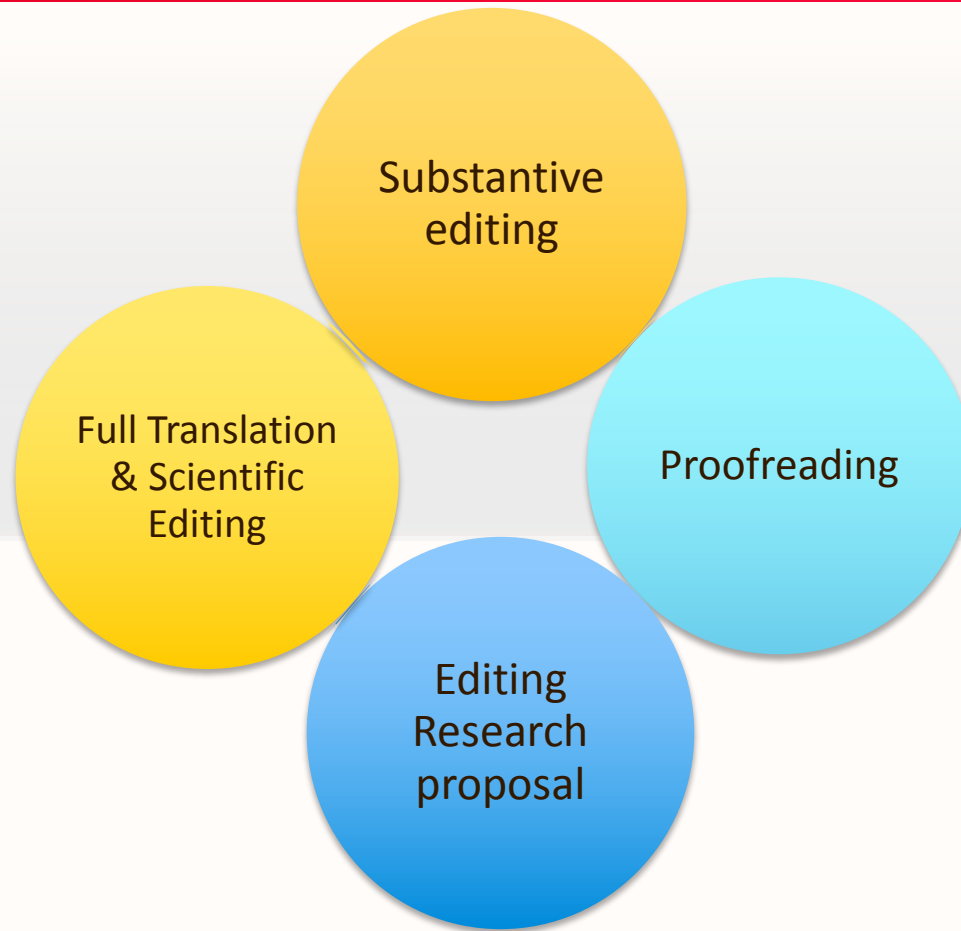 Substantive
editing
Full Translation
& Scientific
Editing
Proofreading
Editing
Research
proposal